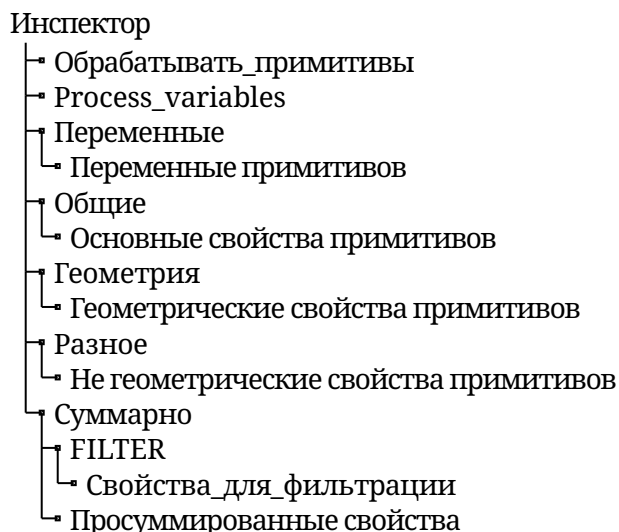 Инспектор
Обрабатывать_примитивы
Process_variables
Переменные
Переменные примитивов
Общие
Основные свойства примитивов
Геометрия
Геометрические свойства примитивов
Разное
Не геометрические свойства примитивов
Суммарно
FILTER
Свойства_для_фильтрации
Просуммированные свойства